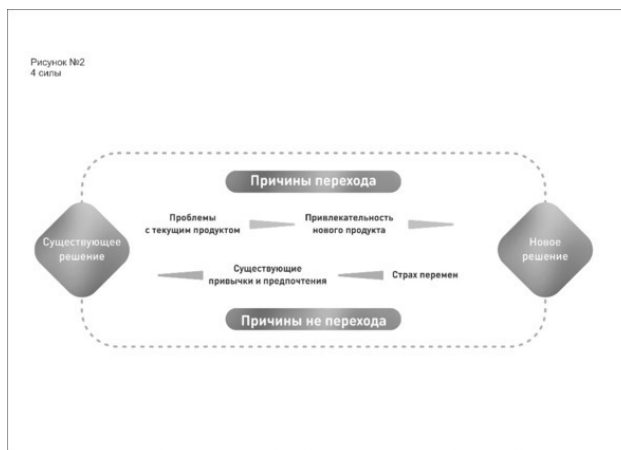 Рисунок №2
4 силы
Причины перехода
Проблемы
с текущим продуктом
Привлекательность
нового продукта
Существующее
решение
Новое
решение
Существующие
привычки и предпочтения
Страх перемен
Причины не перехода